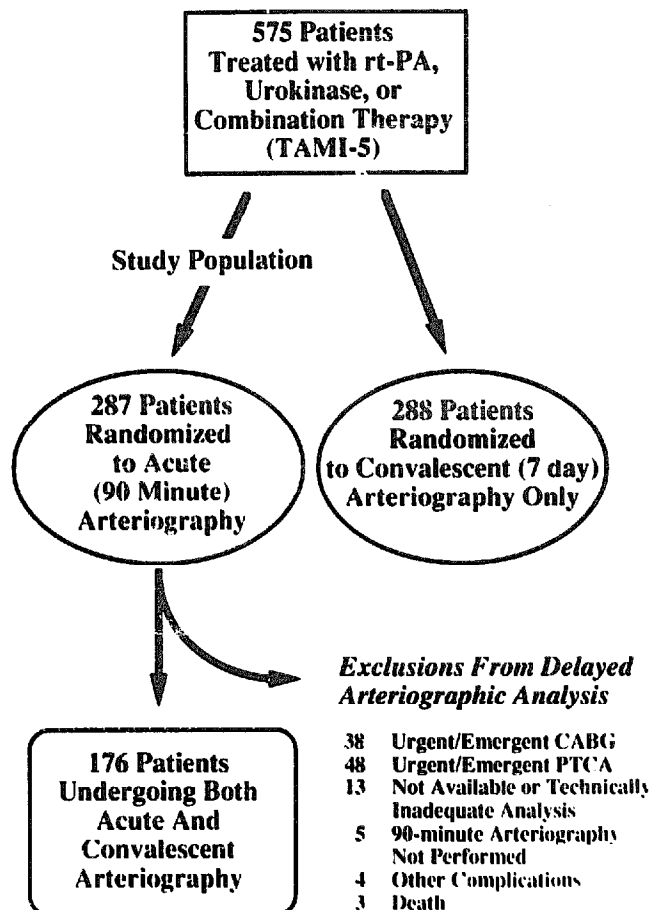 575 Patients
Treated with rt-PA,
Urokinase, or
Combination Therapy
(TAMI-5)
Study Population
287 Patients
Randomized
to Acute
(90 Minute)
Arteriography
288 Patients
Randomized
to Convalescent (7 day)
Arteriography Only
Exclusions From Delayed
Arteriographic Analysis
38 Urgent/Emergent CABG
48 Urgent/Emergent PTCA
13 Not Available or Technically
Inadequate Analysis
5 90-minute Arteriography
Not Performed
4 Other Complications
3 Death
176 Patients
Undergoing Both
Acute And
Convalescent
Arteriography